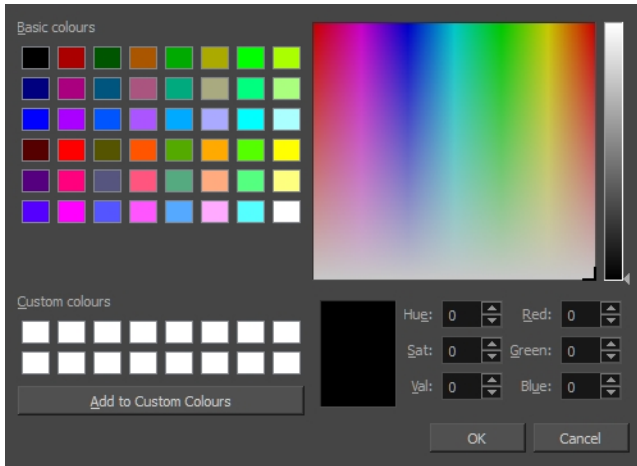 Basic colours
Custom colours
Add to Custom Colours
Hue: 0 Red: 0
Sat: 0 Green: 0
Val: 0 Blue: 0
OK Cancel